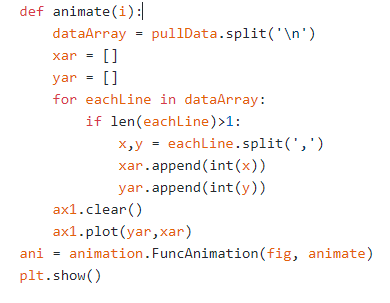 def animate(i):
    dataArray = pullData.split('\n')
    xar = []
    yar = []
    for eachLine in dataArray:
        if len(eachLine)>1:
            x,y = eachLine.split(',')
            xar.append(int(x))
            yar.append(int(y))
    ax1.clear()
    ax1.plot(yar,xar)
ani = animation.FuncAnimation(fig, animate)
plt.show()